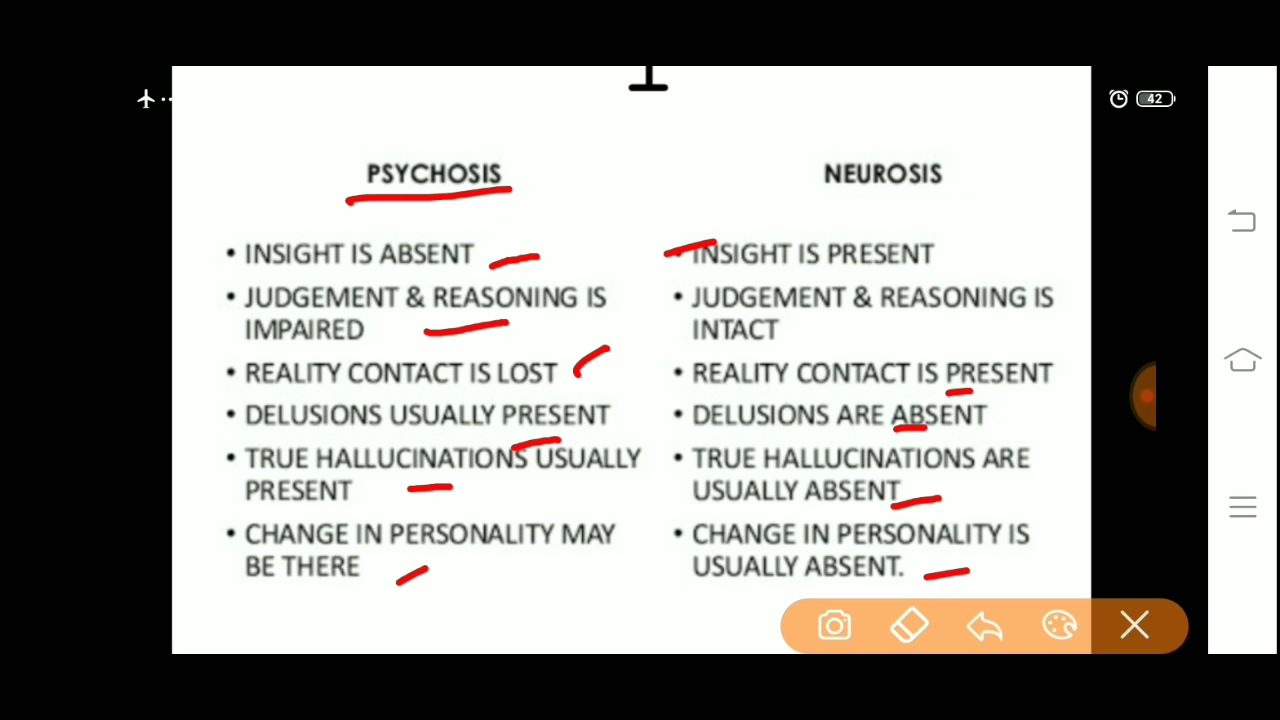 42
PSYCHOSIS
• INSIGHT IS ABSENT
• JUDGEMENT & REASONING IS
IMPAIRED
• REALITY CONTACT IS LOST
• DELUSIONS USUALLY PRESENT
• TRUE HALLUCINATIONS USUALLY
PRESENT
• CHANGE IN PERSONALITY MAY
BE THERE
NEUROSIS
• INSIGHT IS PRESENT
• JUDGEMENT & REASONING IS
INTACT
• REALITY CONTACT IS PRESENT
• DELUSIONS ARE ABSENT
• TRUE HALLUCINATIONS ARE
USUALLY ABSENT
• CHANGE IN PERSONALITY IS
USUALLY ABSENT.